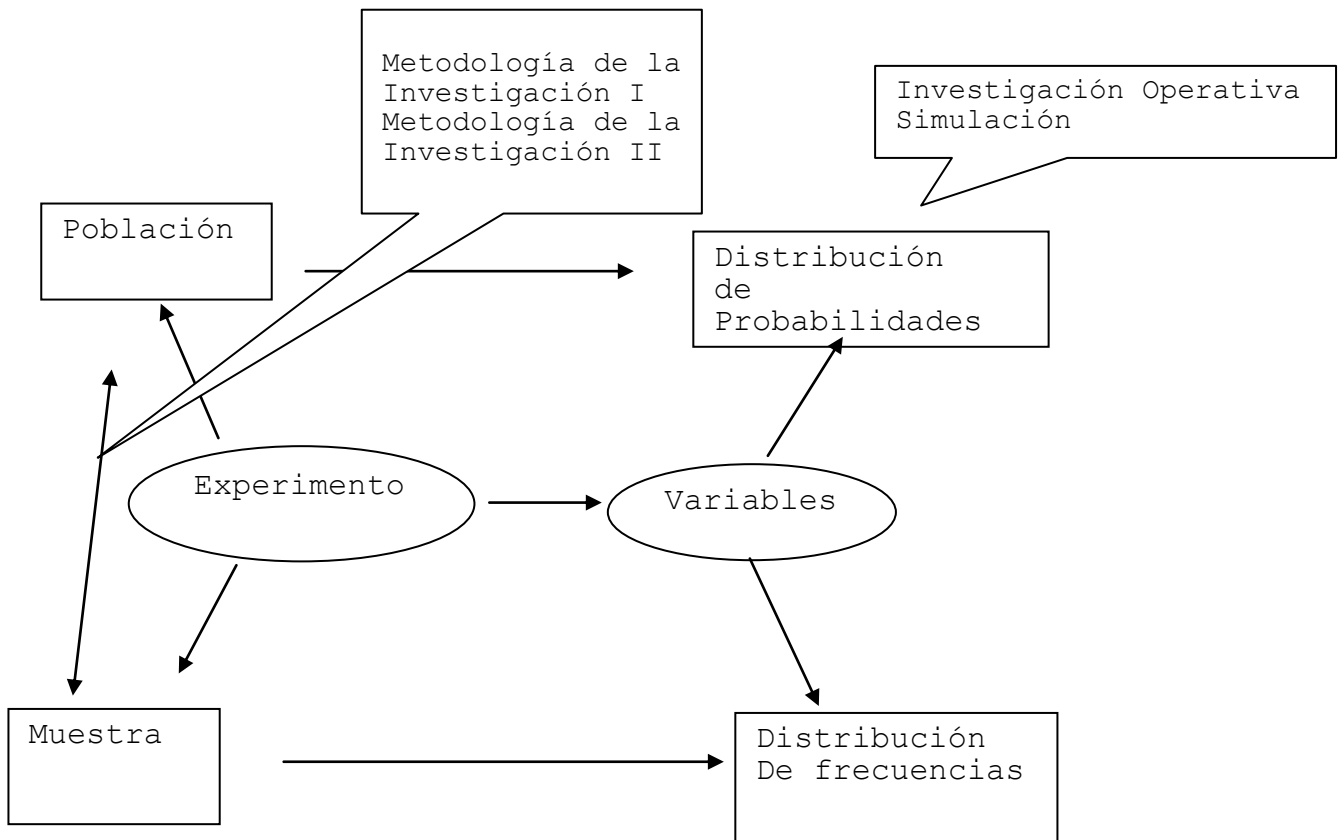 Metodología de la
Investigación I
Metodología de la
Investigación II
Investigación Operativa
Simulación
Población
Distribución
de
Probabilidades
Experimento
Variables
Muestra
Distribución
De frecuencias